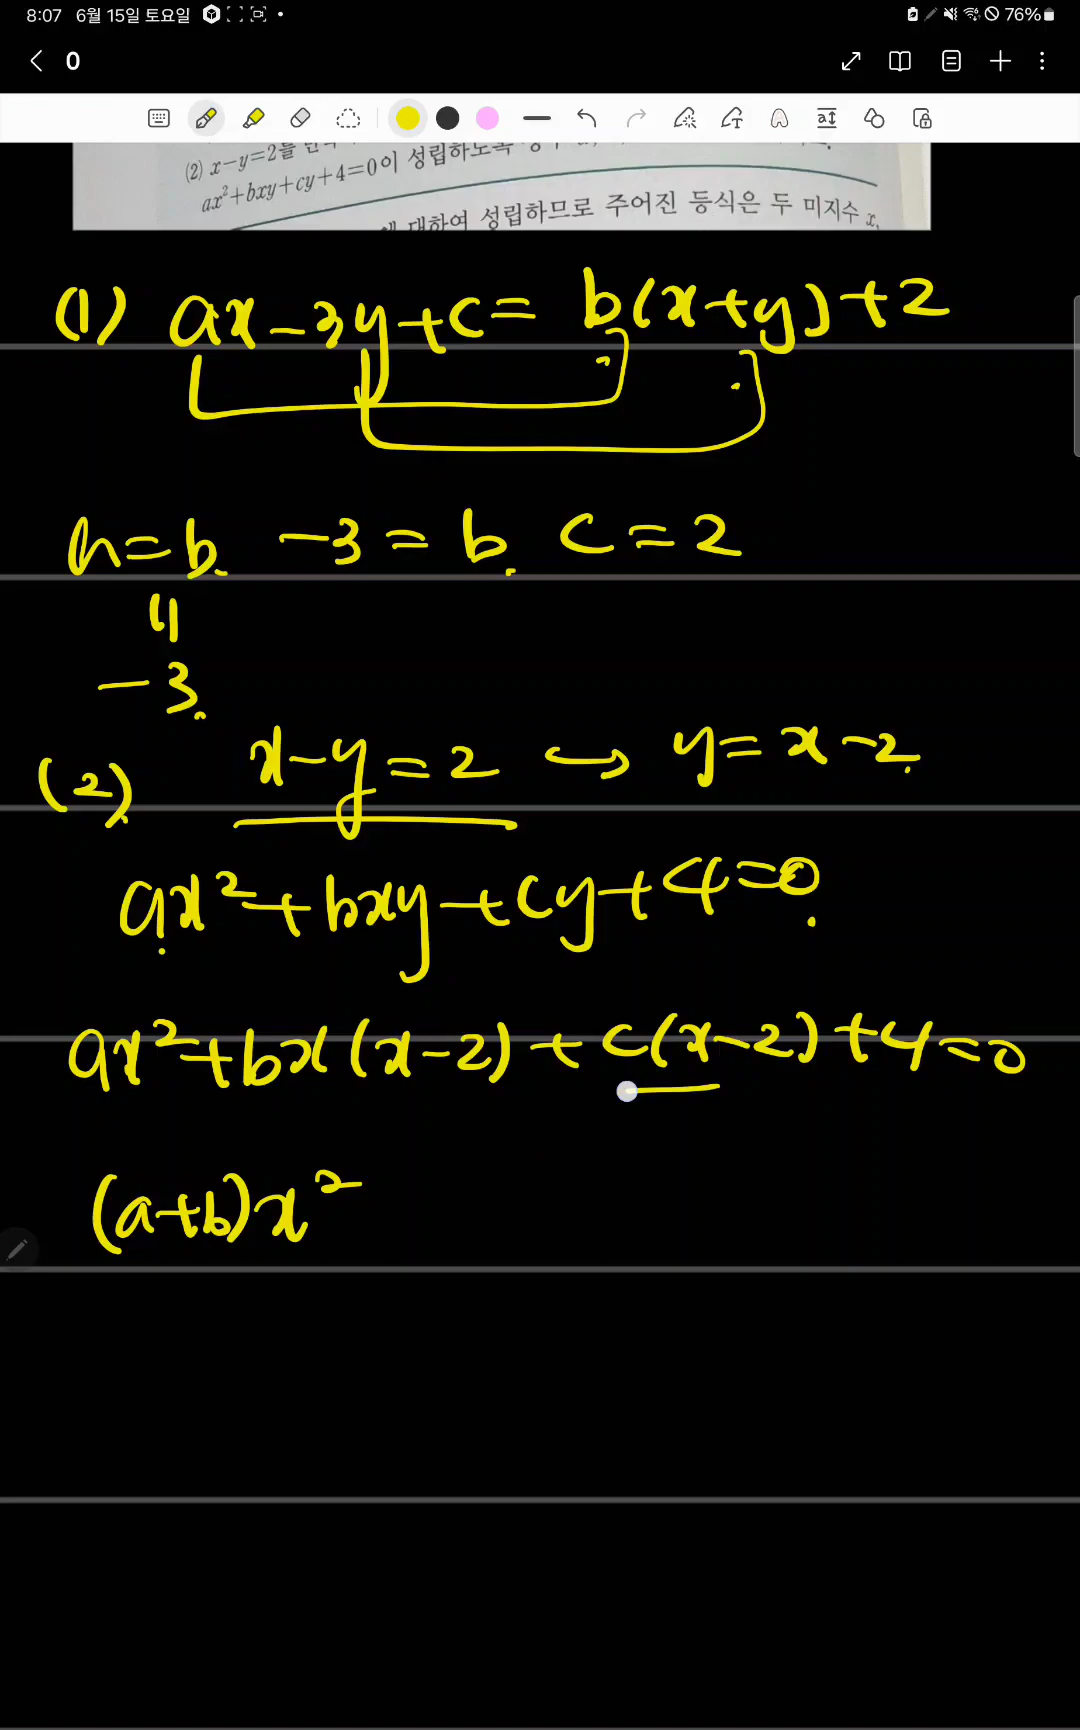 8:07 6월 15일 토요일 76%
0
(2) x-y=2를
ax²+bxy+cy+4=0이 성립하도록
대하여 성립하므로 주어진 등식은 두 미지수 x,
(1) ax-3y+c= b(x+y)+2
a=b. -3=b. c=2
=
-3.
(2) x-y=2 → y=x-2.
ax²+bxy+cy+4=0.
ax²+bx(x-2)+c(x-2)+4=0
(a+b)x²